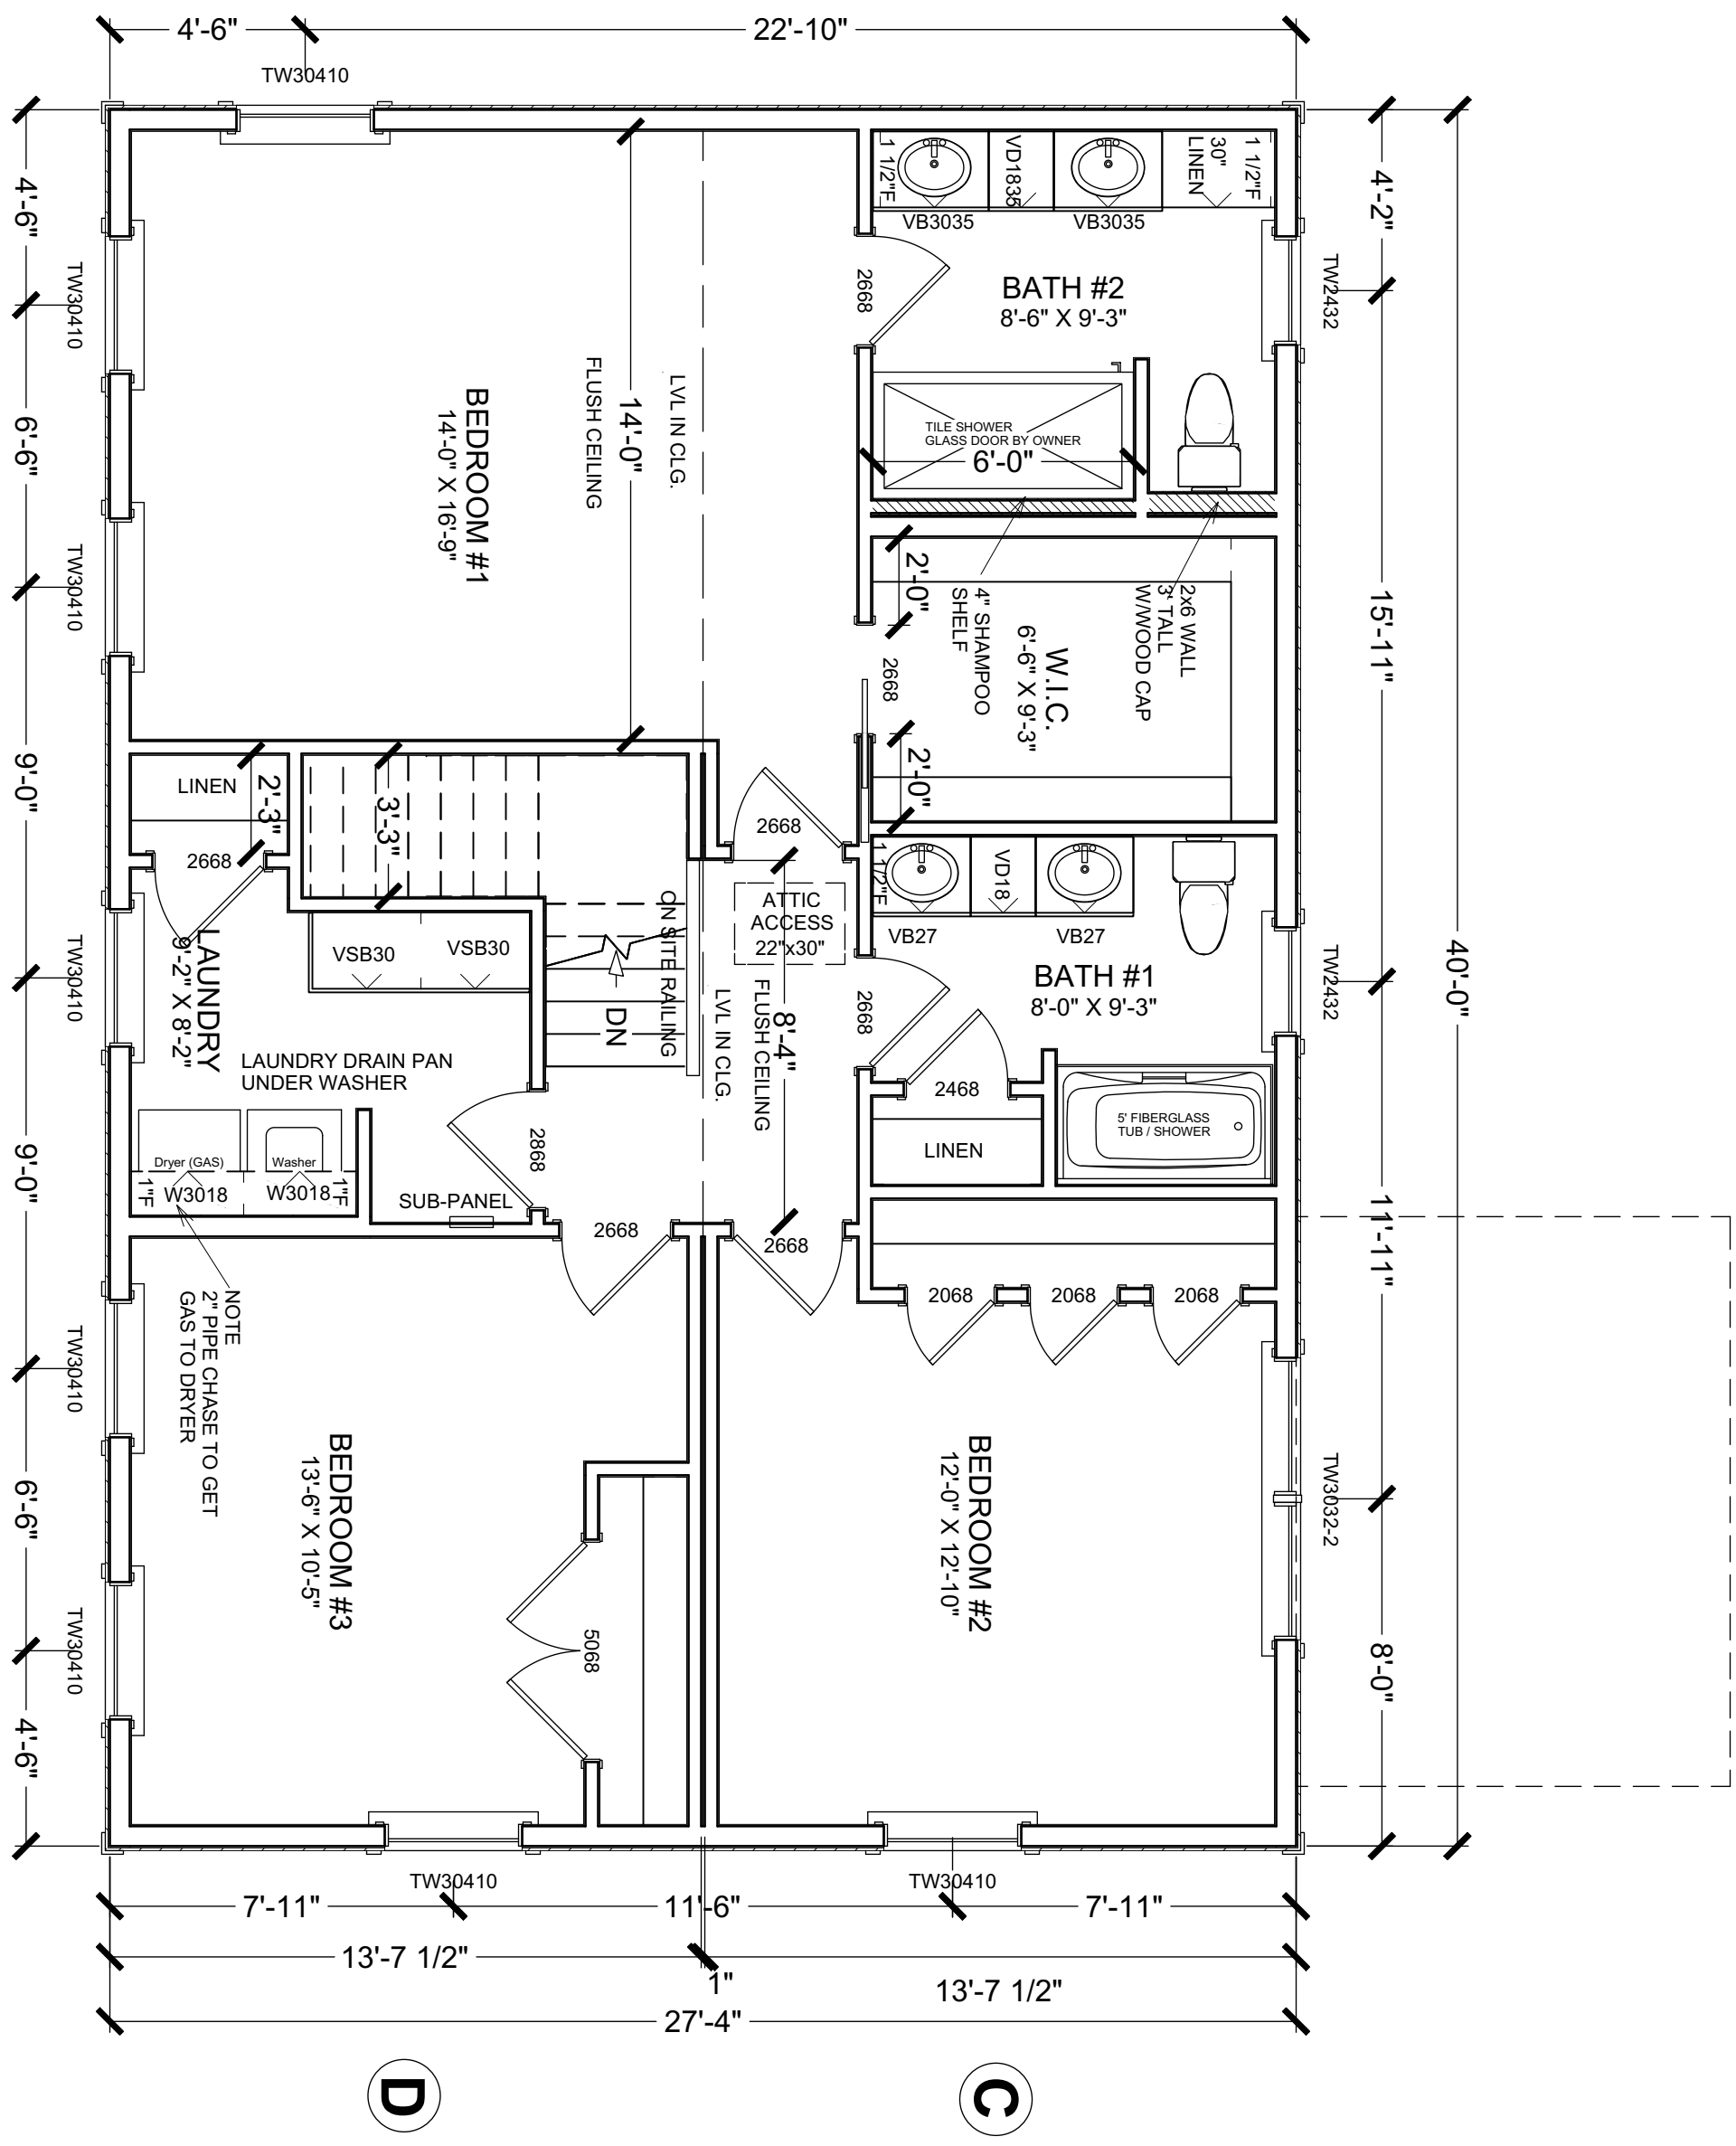 4'-6"
22'-10"
TW30410
1 1/2"F
VD1835
30"
LINEN
1 1/2"F
VB3035
VB3035
4'-6"
4'-2"
TW30410
2668
BATH #2
8'-6" X 9'-3"
TW2432
6'-6"
BEDROOM #1
14'-0" X 16'-9"
FLUSH CEILING
14'-0"
LVL IN CLG.
TILE SHOWER
GLASS DOOR BY OWNER
6'-0"
TW30410
2'-0"
4" SHAMPOO
SHELF
2x6 WALL
3' TALL
W/WOOD CAP
15'-11"
W.I.C.
6'-6" X 9'-3"
2668
9'-0"
LINEN
2'-3"
3'-3"
2'-0"
2668
2668
1 1/2"F
VD18
ATTIC
ACCESS
22"x30"
VB27
VB27
LAUNDRY
9'-2" X 8'-2"
VSB30
VSB30
ON SITE RAILING
TW30410
DN
LVL IN CLG.
FLUSH CEILING
8'-4"
2668
BATH #1
8'-0" X 9'-3"
TW2432
40'-0"
LAUNDRY DRAIN PAN
UNDER WASHER
2468
5' FIBERGLASS
TUB / SHOWER
9'-0"
2868
LINEN
Dryer (GAS)
Washer
1"F
W3018
W3018
1"F
SUB-PANEL
2668
2668
11'-11"
NOTE
2" PIPE CHASE TO GET
GAS TO DRYER
2068
2068
2068
TW30410
6'-6"
BEDROOM #3
13'-6" X 10'-5"
BEDROOM #2
12'-0" X 12'-10"
TW3032-2
TW30410
5068
8'-0"
4'-6"
TW30410
TW30410
7'-11"
11'-6"
7'-11"
13'-7 1/2"
1"
13'-7 1/2"
27'-4"
D
C